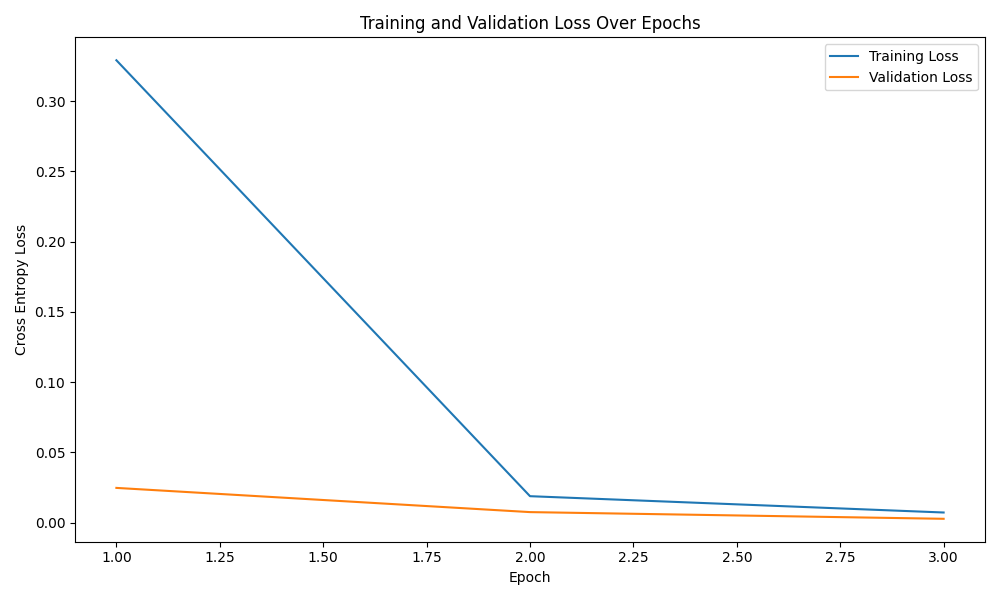 Training and Validation Loss Over Epochs
Training Loss
Validation Loss
Cross Entropy Loss
0.30
0.25
0.20
0.15
0.10
0.05
0.00
1.00 1.25 1.50 1.75 2.00 2.25 2.50 2.75 3.00
Epoch